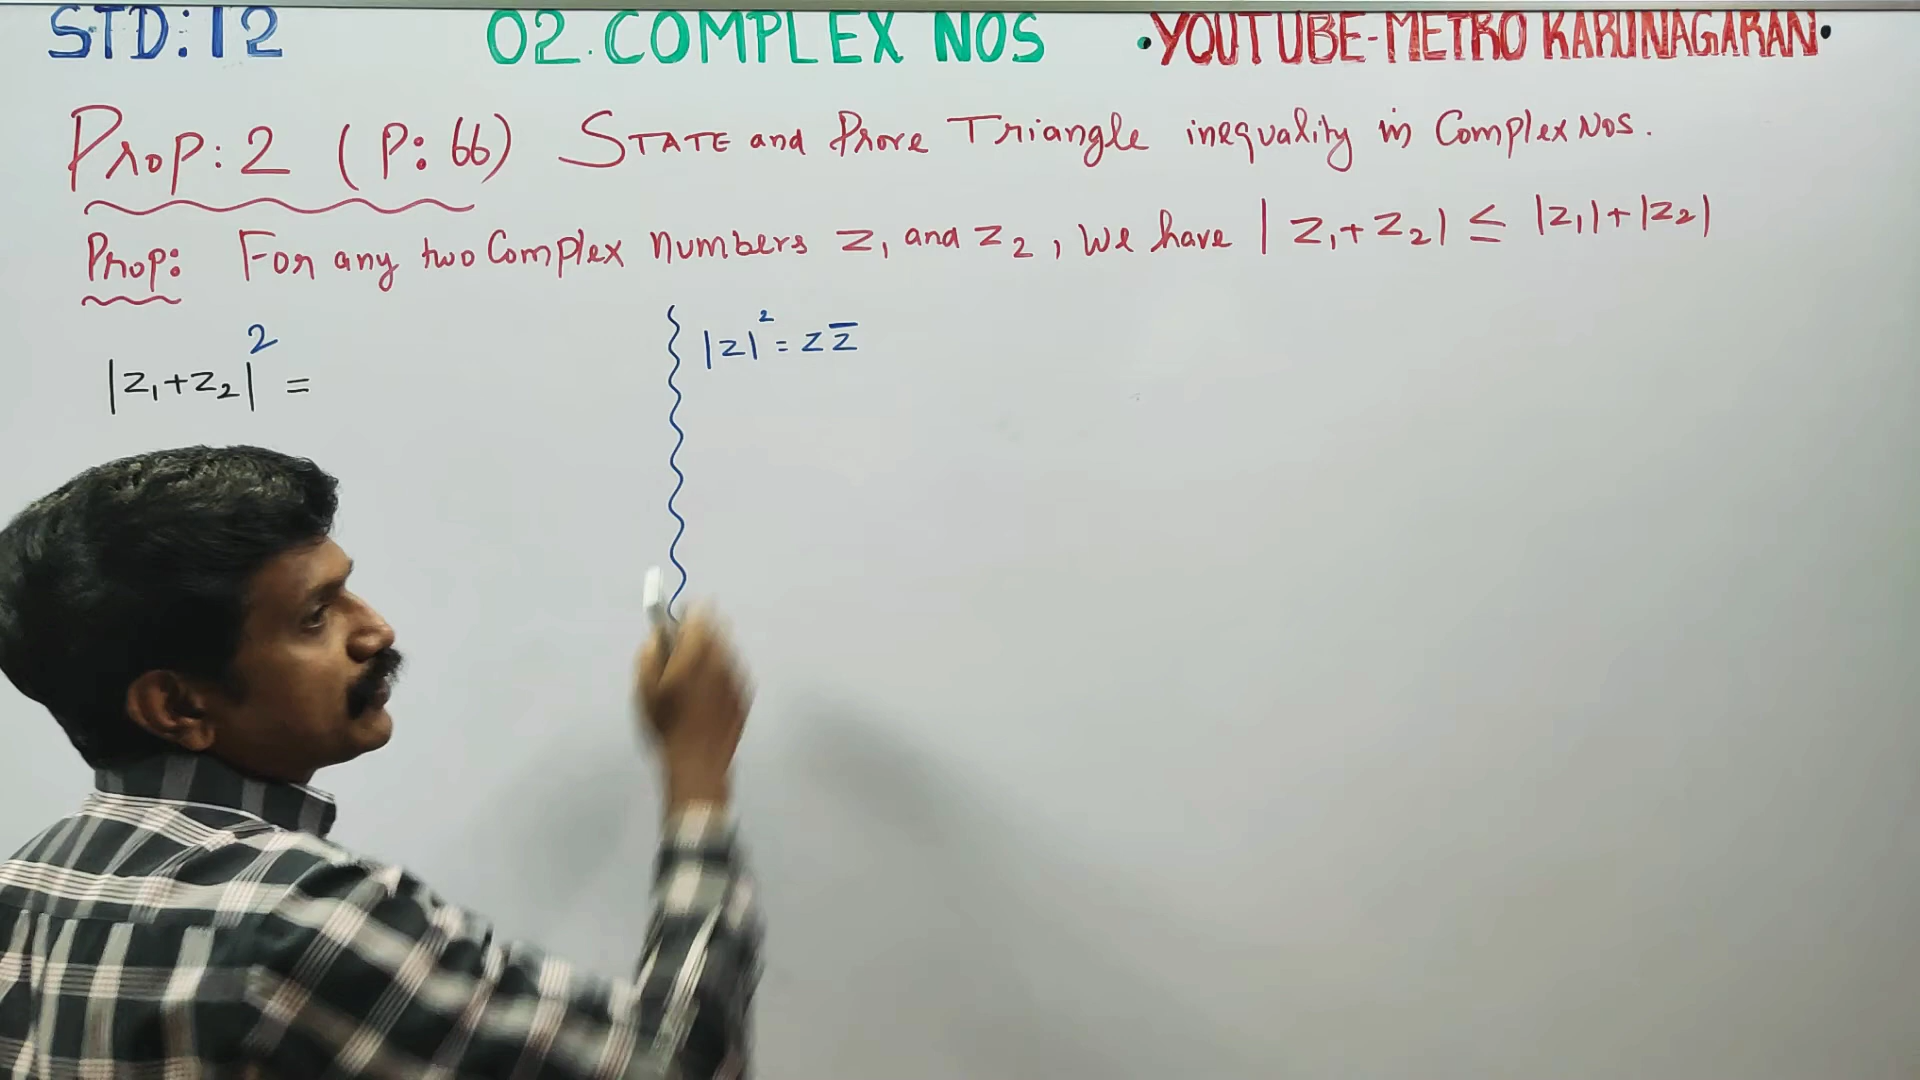 STD:12 02.COMPLEX NOS •YOUTUBE-METRO KARUNAGARAN•
Prop:2 (P:66) STATE and Prove Triangle inequality in Complex Nos.
Prop: For any two Complex numbers z₁ and z₂, we have |z₁+z₂| ≤ |z₁|+|z₂|
|z₁+z₂|² =
|z|² = z z̅